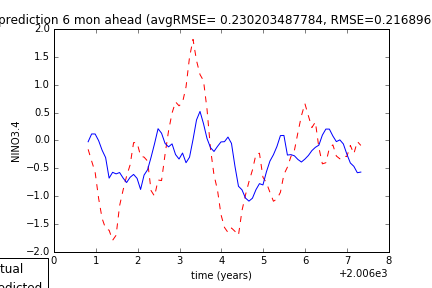 prediction 6 mon ahead (avgRMSE= 0.230203487784, RMSE=0.216896
2.0
1.5
1.0
0.5
0.0
−0.5
−1.0
−1.5
−2.0
NINO3.4
0 1 2 3 4 5 6 7 8
time (years)
+2.006e3
tual
edicted